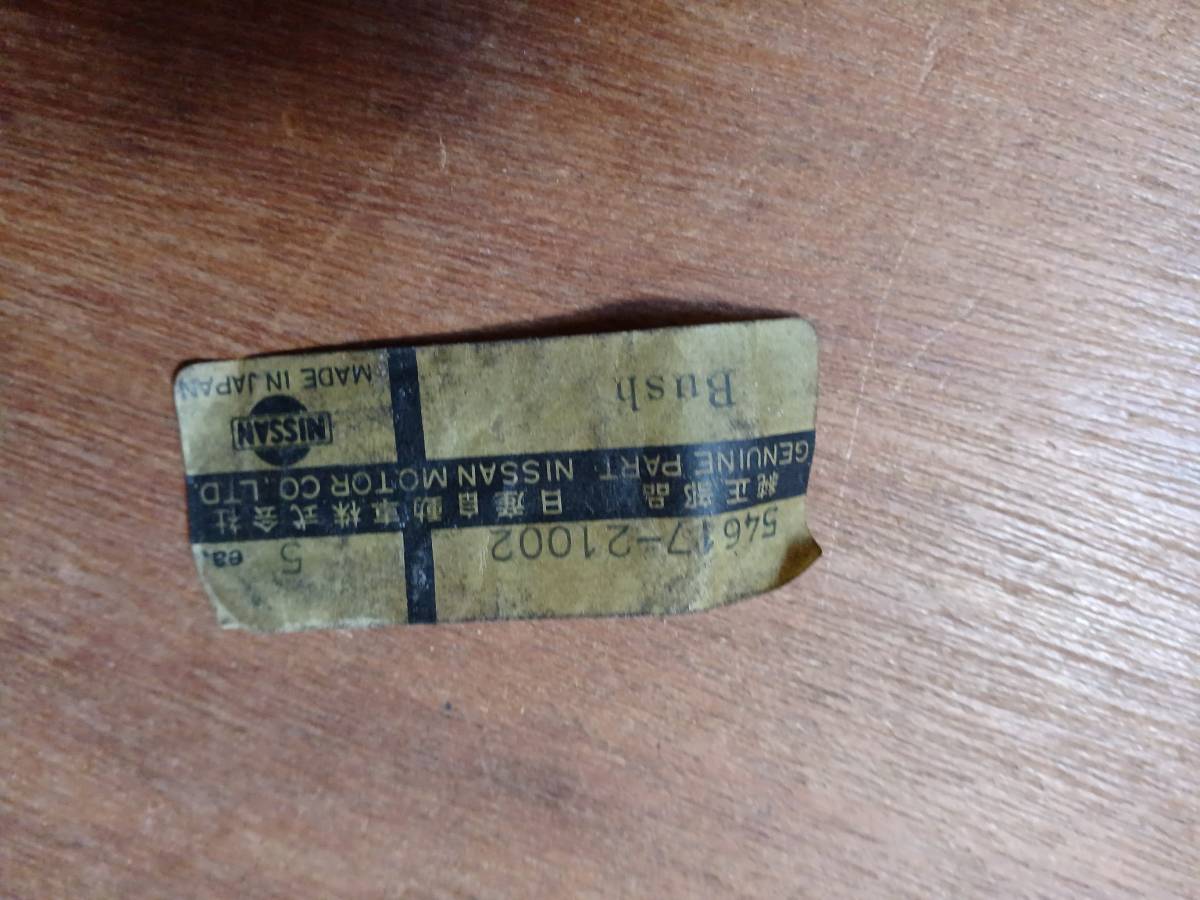 54617-21002
5 ea.
純正部品 日産自動車株式会社
GENUINE PART NISSAN MOTOR CO., LTD.
Bush
NISSAN
MADE IN JAPAN